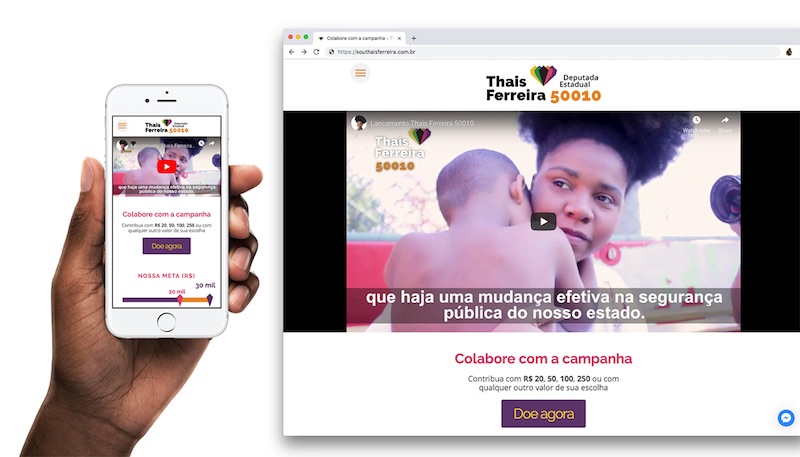 Thais
Ferreira 50010
Deputada
Estadual
Lançamento Thais Ferreira ...
que haja uma mudança efetiva na segurança
pública do nosso estado.
Colabore com a campanha
Contribua com R$ 20, 50, 100, 250 ou com
qualquer outro valor de sua escolha
Doe agora
NOSSA META (R$)
20 mil
30 mil
Colabore com a campanha - T
https://southaisferreira.com.br
Thais
Ferreira 50010
Deputada
Estadual
Lançamento Thais Ferreira 50010
Watch later
Share
Thais
Ferreira
50010
que haja uma mudança efetiva na segurança
pública do nosso estado.
Colabore com a campanha
Contribua com R$ 20, 50, 100, 250 ou com
qualquer outro valor de sua escolha
Doe agora